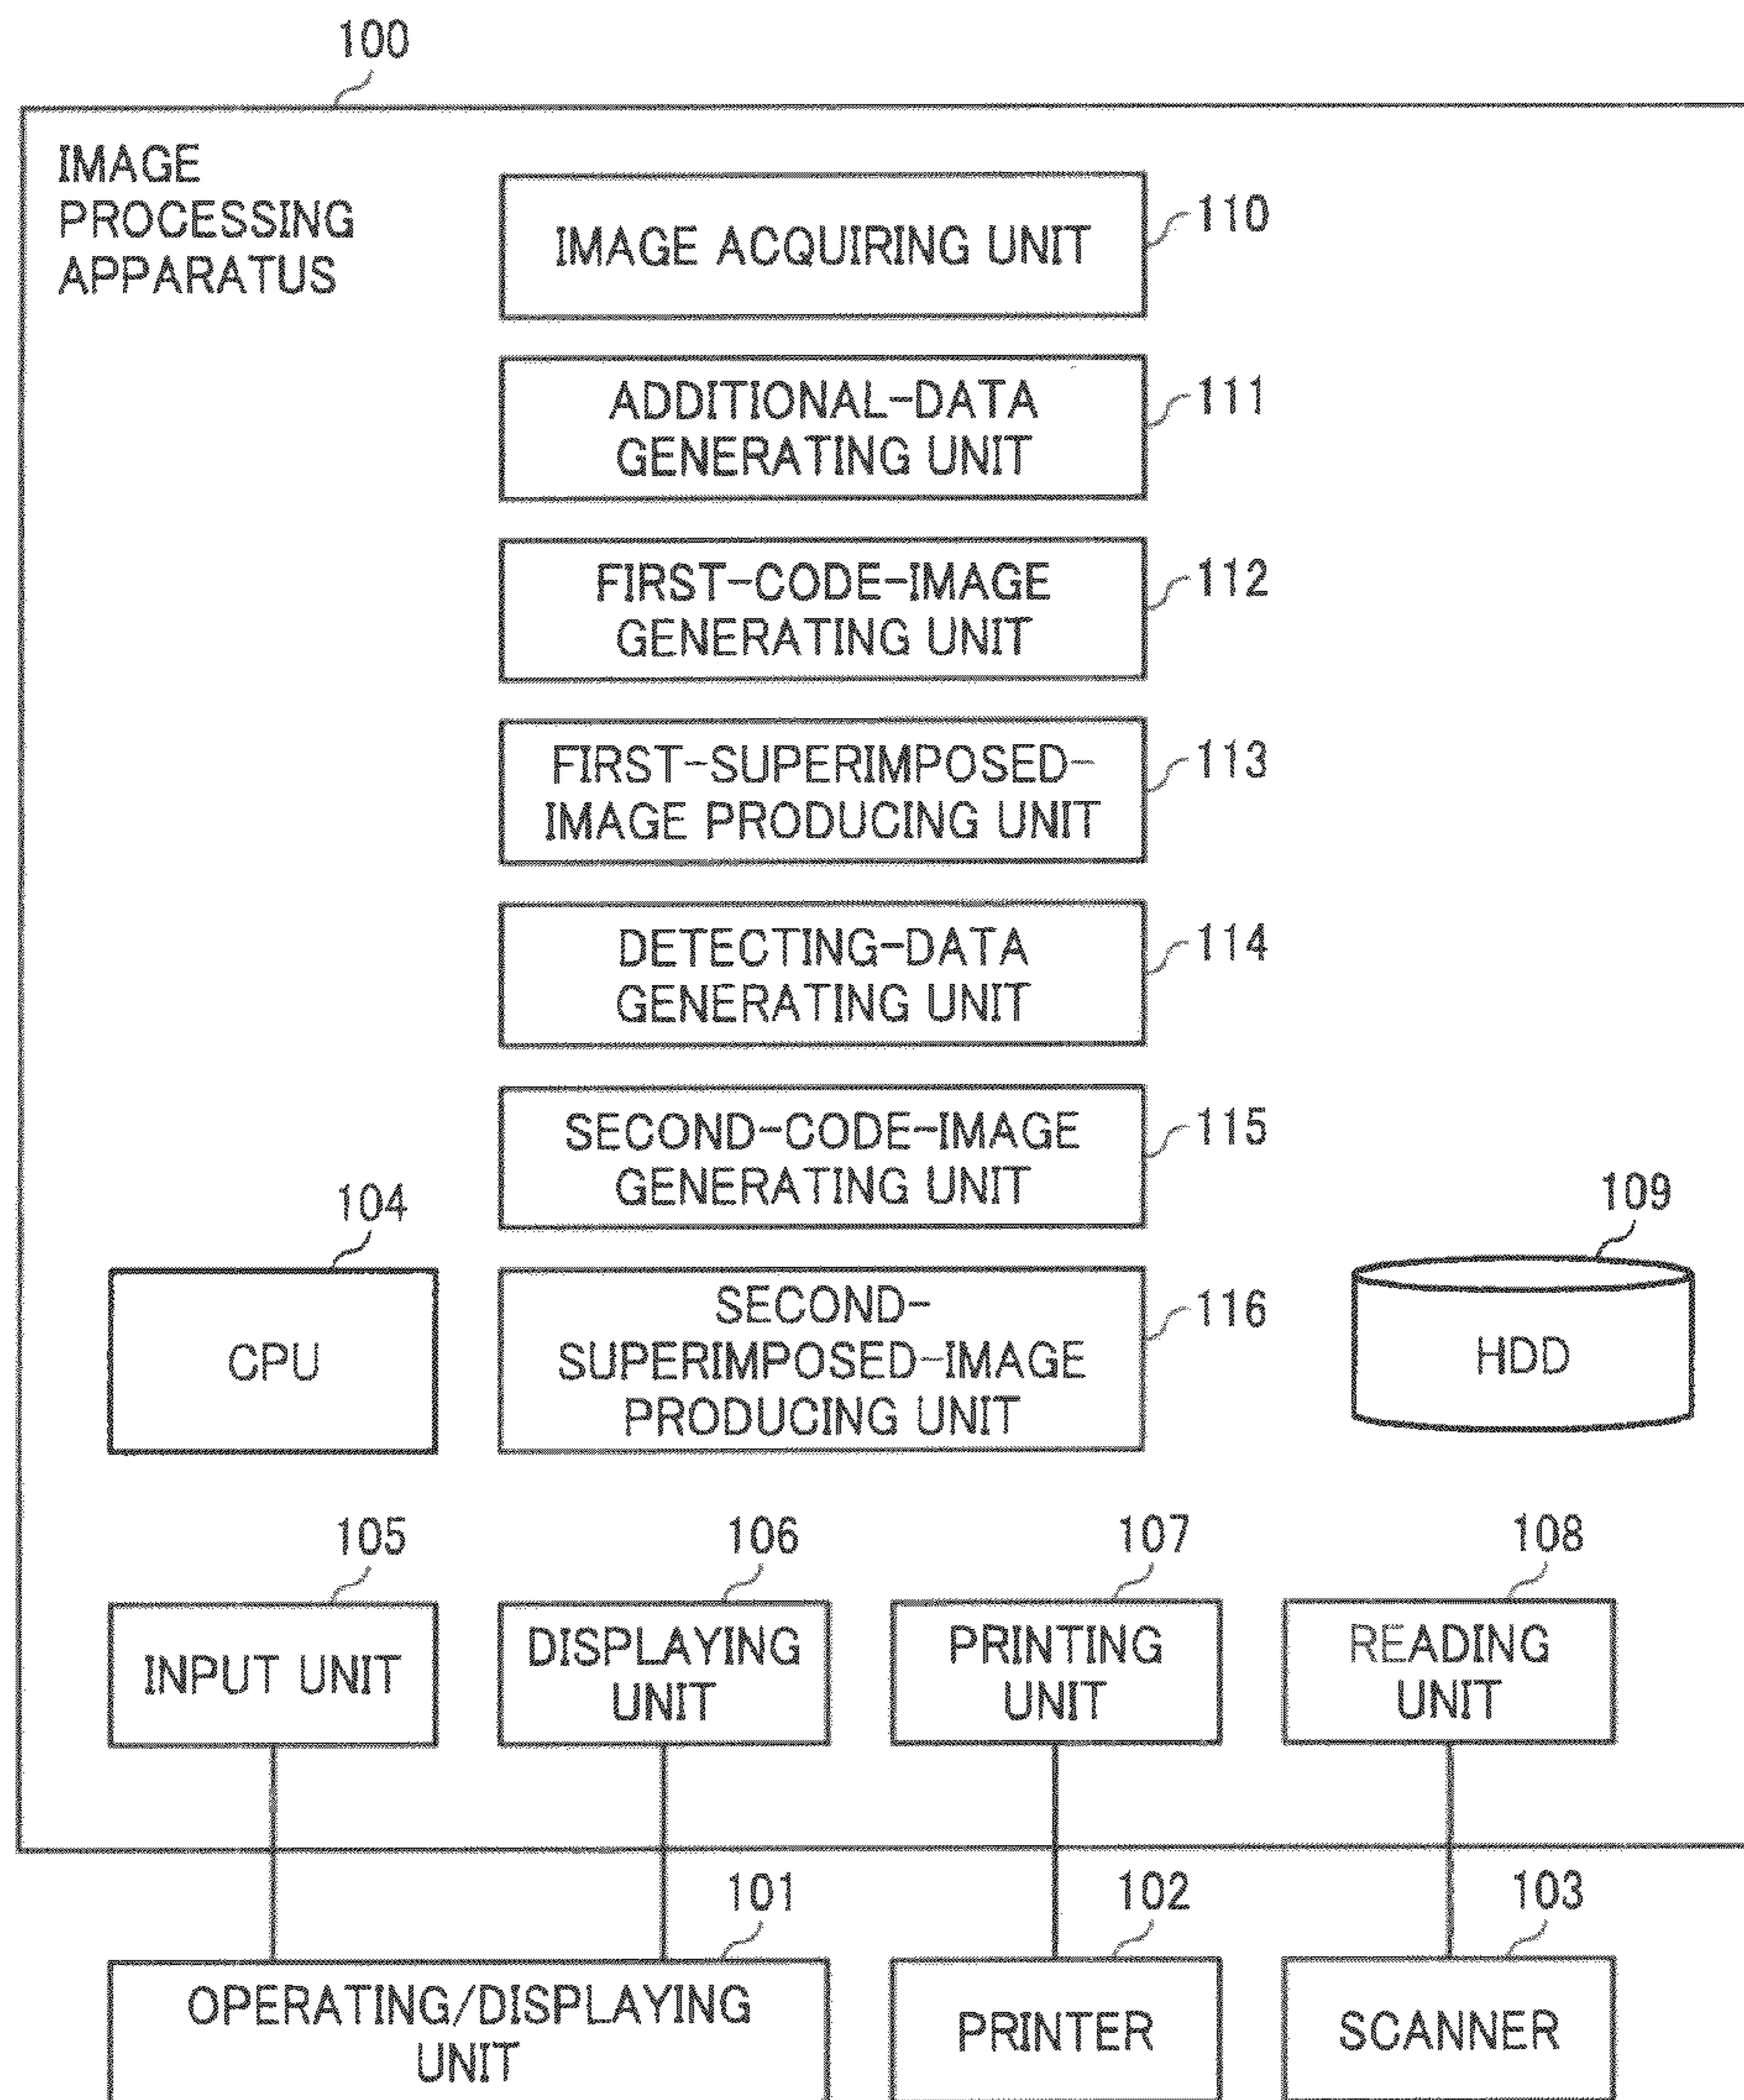 100
IMAGE
PROCESSING
APPARATUS
IMAGE ACQUIRING UNIT
110
ADDITIONAL-DATA
GENERATING UNIT
111
FIRST-CODE-IMAGE
GENERATING UNIT
112
FIRST-SUPERIMPOSED-
IMAGE PRODUCING UNIT
113
DETECTING-DATA
GENERATING UNIT
114
SECOND-CODE-IMAGE
GENERATING UNIT
115
104
CPU
SECOND-
SUPERIMPOSED-IMAGE
PRODUCING UNIT
116
109
HDD
105
INPUT UNIT
106
DISPLAYING
UNIT
107
PRINTING
UNIT
108
READING
UNIT
101
OPERATING/DISPLAYING
UNIT
102
PRINTER
103
SCANNER